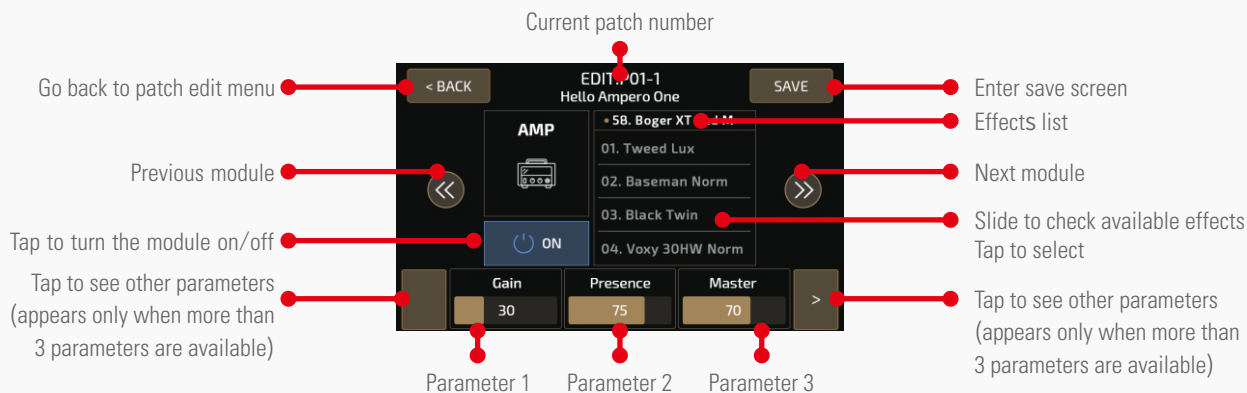 Current patch number
Go back to patch edit menu
Previous module
Tap to turn the module on/off
Tap to see other parameters
(appears only when more than
3 parameters are available)
< BACK
EDIT:P01-1
Hello Ampero One
SAVE
AMP
58. Boger XT M
01. Tweed Lux
02. Baseman Norm
03. Black Twin
04. Voxy 30HW Norm
ON
Gain
Presence
Master
30
75
70
>
Enter save screen
Effects list
Next module
Slide to check available effects
Tap to select
Tap to see other parameters
(appears only when more than
3 parameters are available)
Parameter 1
Parameter 2
Parameter 3